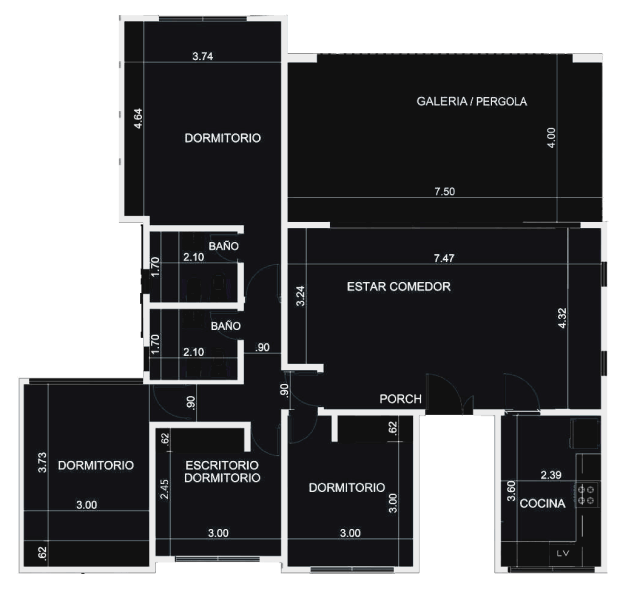 3.74
GALERIA / PERGOLA
4.64
DORMITORIO
4.00
7.50
BAÑO
2.10
1.70
7.47
ESTAR COMEDOR
3.24
4.32
BAÑO
1.70
2.10
.90
.90
.90
PORCH
.62
.62
3.73
DORMITORIO
ESCRITORIO
DORMITORIO
2.45
DORMITORIO
3.00
2.39
3.60
COCINA
3.00
3.00
3.00
.62
LV